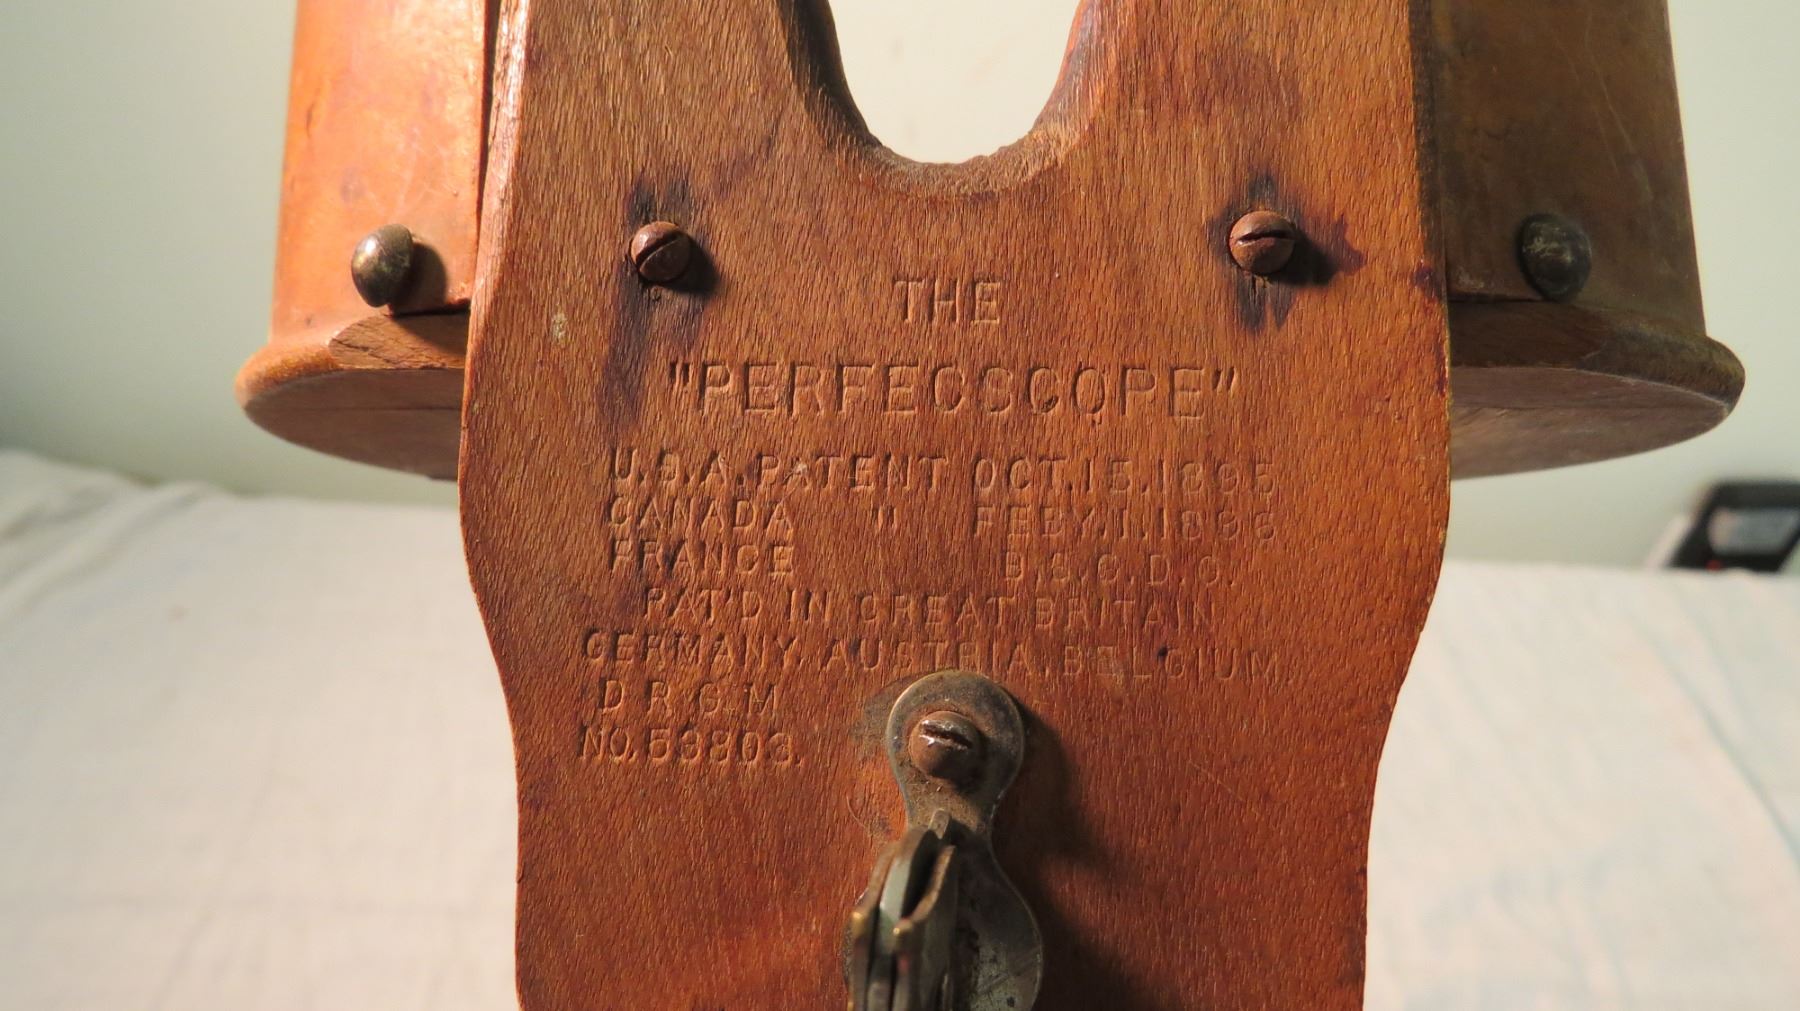 THE
"PERFECSCOPE"
U.S.A. PATENT OCT.15.1895
CANADA " FEBY.1.1896
FRANCE B.S.G.D.G.
PAT'D IN GREAT BRITAIN
GERMANY, AUSTRIA, BELGIUM,
D R G M
NO. 53803.